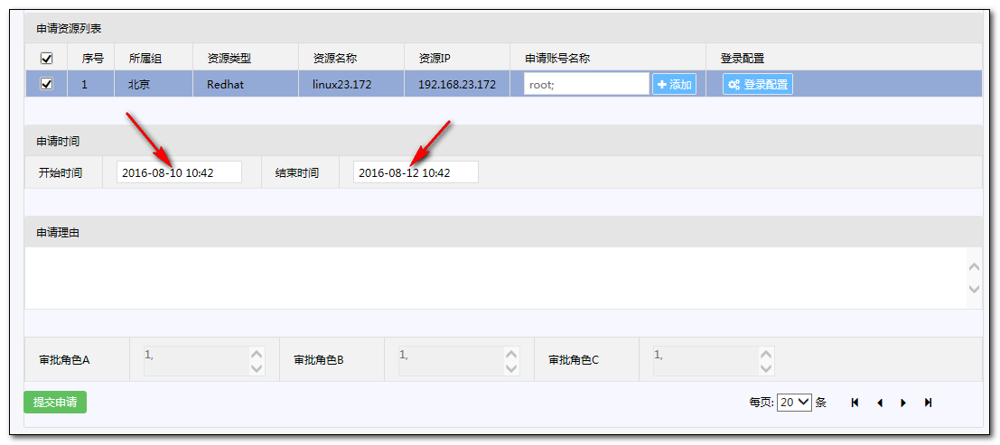 申请资源列表
序号 所属组 资源类型 资源名称 资源IP 申请账号名称 登录配置
1 北京 Redhat linux23.172 192.168.23.172 root; 添加 登录配置
申请时间
开始时间 2016-08-10 10:42 结束时间 2016-08-12 10:42
申请理由
审批角色A 1, 审批角色B 1, 审批角色C 1,
提交申请 每页: 20 条